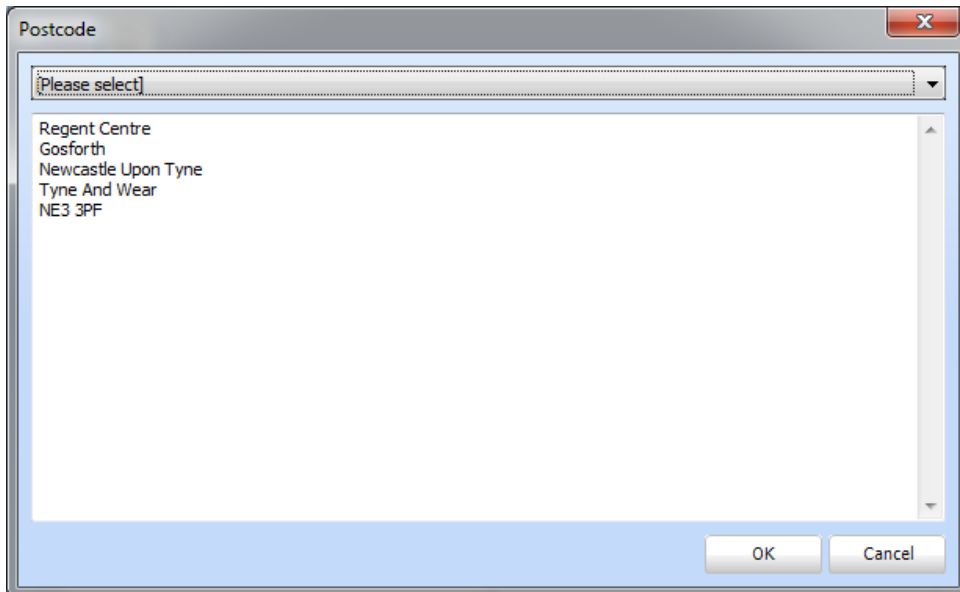 Postcode
[Please select]
Regent Centre
Gosforth
Newcastle Upon Tyne
Tyne And Wear
NE3 3PF
OK Cancel